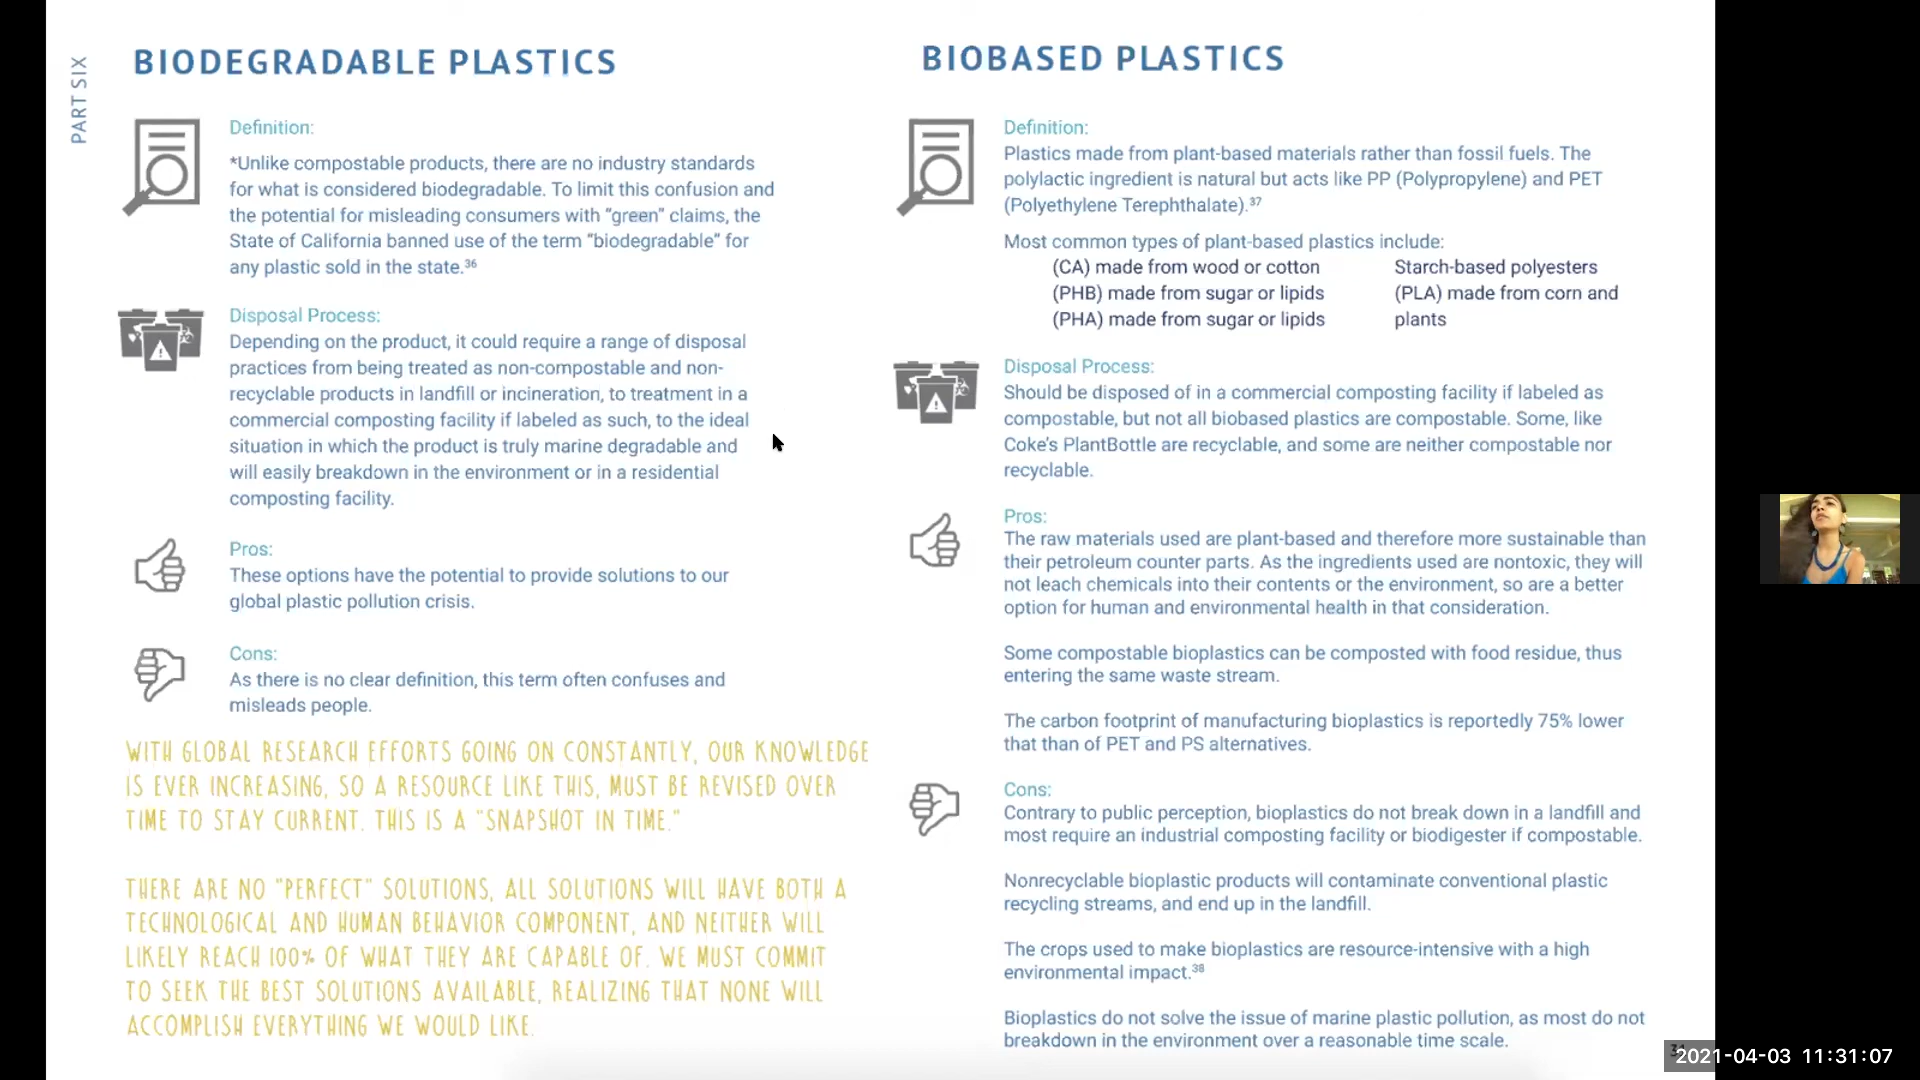 PART SIX
BIODEGRADABLE PLASTICS
Definition:
*Unlike compostable products, there are no industry standards
for what is considered biodegradable. To limit this confusion and
the potential for misleading consumers with “green” claims, the
State of California banned use of the term “biodegradable” for
any plastic sold in the state.³⁶
Disposal Process:
Depending on the product, it could require a range of disposal
practices from being treated as non-compostable and non-
recyclable products in landfill or incineration, to treatment in a
commercial composting facility if labeled as such, to the ideal
situation in which the product is truly marine degradable and
will easily breakdown in the environment or in a residential
composting facility.
Pros:
These options have the potential to provide solutions to our
global plastic pollution crisis.
Cons:
As there is no clear definition, this term often confuses and
misleads people.
WITH GLOBAL RESEARCH EFFORTS GOING ON CONSTANTLY, OUR KNOWLEDGE
IS EVER INCREASING, SO A RESOURCE LIKE THIS, MUST BE REVISED OVER
TIME TO STAY CURRENT. THIS IS A "SNAPSHOT IN TIME."
THERE ARE NO "PERFECT" SOLUTIONS, ALL SOLUTIONS WILL HAVE BOTH A
TECHNOLOGICAL AND HUMAN BEHAVIOR COMPONENT, AND NEITHER WILL
LIKELY REACH 100% OF WHAT THEY ARE CAPABLE OF. WE MUST COMMIT
TO SEEK THE BEST SOLUTIONS AVAILABLE, REALIZING THAT NONE WILL
ACCOMPLISH EVERYTHING WE WOULD LIKE.
BIOBASED PLASTICS
Definition:
Plastics made from plant-based materials rather than fossil fuels. The
polylactic ingredient is natural but acts like PP (Polypropylene) and PET
(Polyethylene Terephthalate).³⁷
Most common types of plant-based plastics include:
(CA) made from wood or cotton
(PHB) made from sugar or lipids
(PHA) made from sugar or lipids
Starch-based polyesters
(PLA) made from corn and
plants
Disposal Process:
Should be disposed of in a commercial composting facility if labeled as
compostable, but not all biobased plastics are compostable. Some, like
Coke’s PlantBottle are recyclable, and some are neither compostable nor
recyclable.
Pros:
The raw materials used are plant-based and therefore more sustainable than
their petroleum counter parts. As the ingredients used are nontoxic, they will
not leach chemicals into their contents or the environment, so are a better
option for human and environmental health in that consideration.
Some compostable bioplastics can be composted with food residue, thus
entering the same waste stream.
The carbon footprint of manufacturing bioplastics is reportedly 75% lower
that than of PET and PS alternatives.
Cons:
Contrary to public perception, bioplastics do not break down in a landfill and
most require an industrial composting facility or biodigester if compostable.
Nonrecyclable bioplastic products will contaminate conventional plastic
recycling streams, and end up in the landfill.
The crops used to make bioplastics are resource-intensive with a high
environmental impact.³⁸
Bioplastics do not solve the issue of marine plastic pollution, as most do not
breakdown in the environment over a reasonable time scale.
2021-04-03 11:31:07